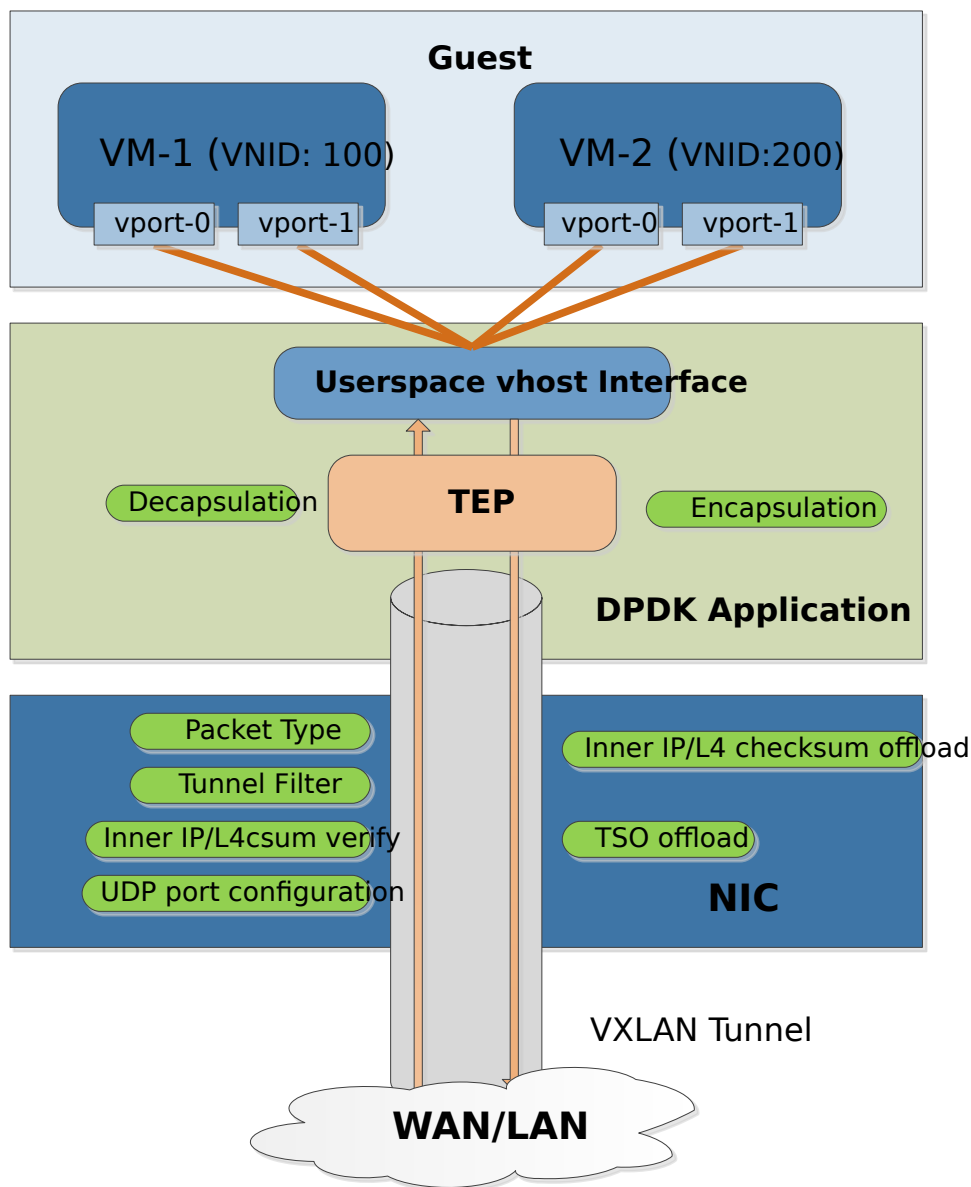 Guest
VM-1 (VNID: 100)
VM-2 (VNID:200)
vport-0
vport-1
vport-0
vport-1
Userspace vhost Interface
Decapsulation
TEP
Encapsulation
DPDK Application
Packet Type
Inner IP/L4 checksum offload
Tunnel Filter
Inner IP/L4csum verify
TSO offload
UDP port configuration
NIC
VXLAN Tunnel
WAN/LAN